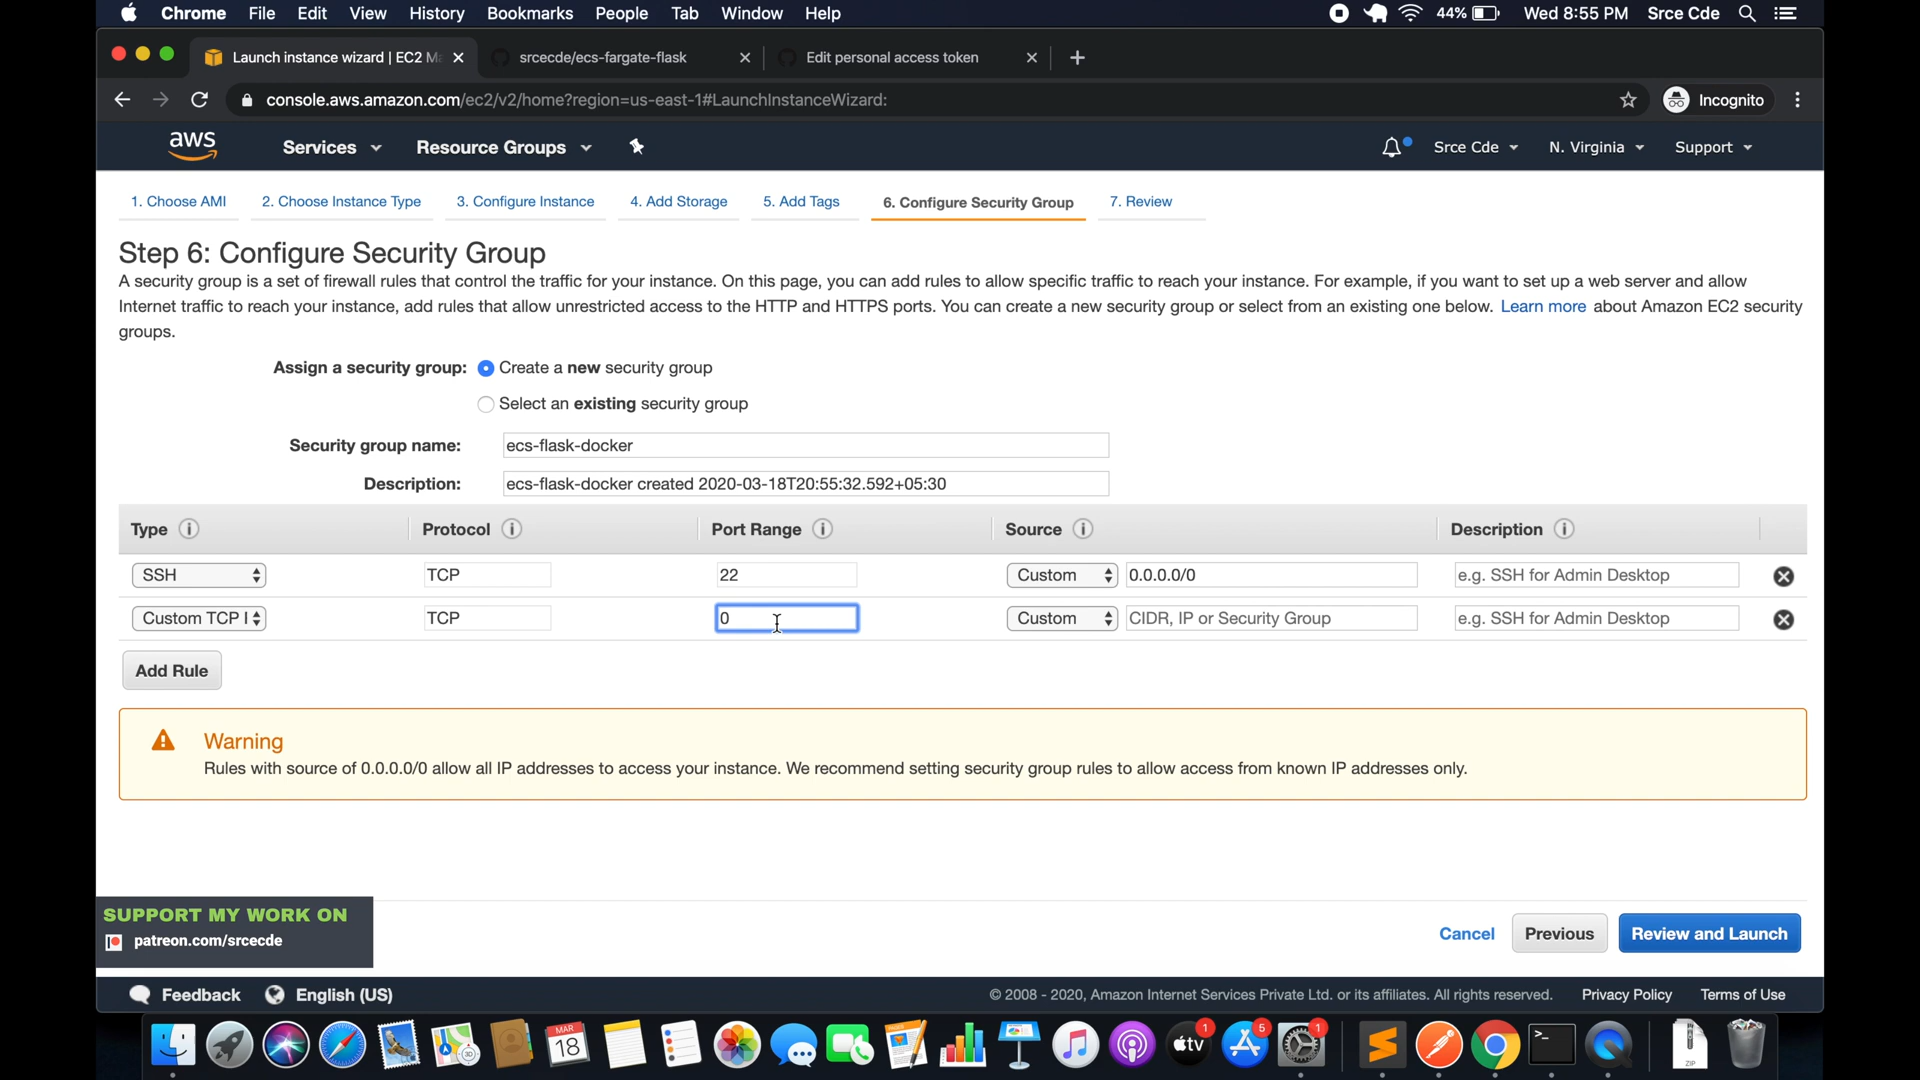 Chrome File Edit View History Bookmarks People Tab Window Help 44% Wed 8:55 PM Srce Cde
Launch instance wizard | EC2 Ma srcecde/ecs-fargate-flask Edit personal access token
console.aws.amazon.com/ec2/v2/home?region=us-east-1#LaunchInstanceWizard: Incognito
aws Services Resource Groups Srce Cde N. Virginia Support
1. Choose AMI 2. Choose Instance Type 3. Configure Instance 4. Add Storage 5. Add Tags 6. Configure Security Group 7. Review
Step 6: Configure Security Group
A security group is a set of firewall rules that control the traffic for your instance. On this page, you can add rules to allow specific traffic to reach your instance. For example, if you want to set up a web server and allow
Internet traffic to reach your instance, add rules that allow unrestricted access to the HTTP and HTTPS ports. You can create a new security group or select from an existing one below. Learn more about Amazon EC2 security
groups.
Assign a security group: Create a new security group
Select an existing security group
Security group name: ecs-flask-docker
Description: ecs-flask-docker created 2020-03-18T20:55:32.592+05:30
Type Protocol Port Range Source Description
SSH TCP 22 Custom 0.0.0.0/0 e.g. SSH for Admin Desktop
Custom TCP TCP 0 Custom CIDR, IP or Security Group e.g. SSH for Admin Desktop
Add Rule
Warning
Rules with source of 0.0.0.0/0 allow all IP addresses to access your instance. We recommend setting security group rules to allow access from known IP addresses only.
SUPPORT MY WORK ON
patreon.com/srcecde
Cancel Previous Review and Launch
Feedback English (US) © 2008 - 2020, Amazon Internet Services Private Ltd. or its affiliates. All rights reserved. Privacy Policy Terms of Use
MAR 18 3D tv 1 5 1 ZIP